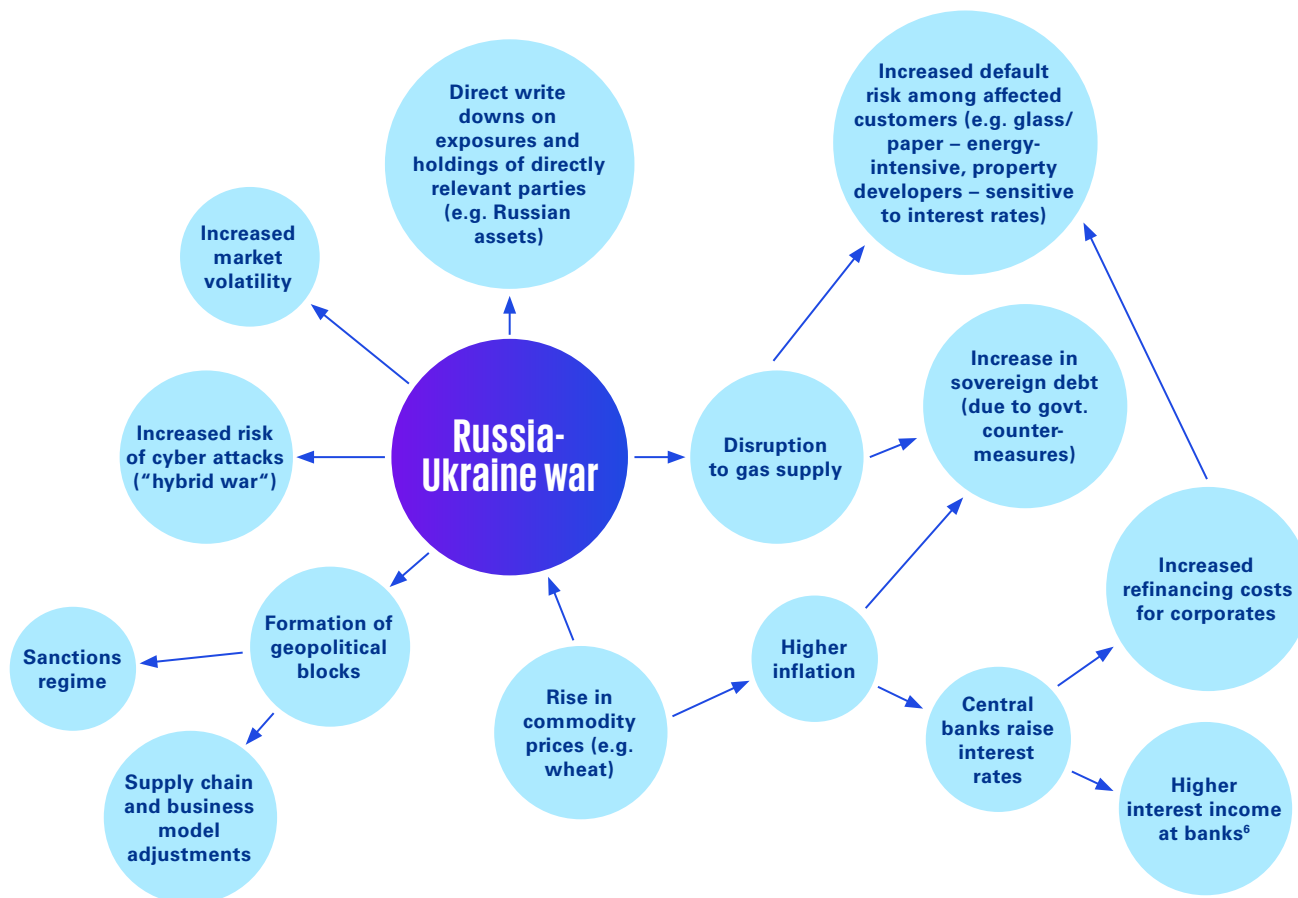 Direct write
downs on
exposures and
holdings of directly
relevant parties
(e.g. Russian
assets)
Increased default
risk among affected
customers (e.g. glass/
paper – energy-
intensive, property
developers – sensitive
to interest rates)
Increased
market
volatility
Increased risk
of cyber attacks
(“hybrid war“)
Russia-
Ukraine war
Disruption
to gas supply
Increase in
sovereign debt
(due to govt.
counter-
measures)
Formation of
geopolitical
blocks
Sanctions
regime
Supply chain
and business
model
adjustments
Rise in
commodity
prices (e.g.
wheat)
Higher
inflation
Central
banks raise
interest
rates
Increased
refinancing costs
for corporates
Higher
interest income
at banks⁶